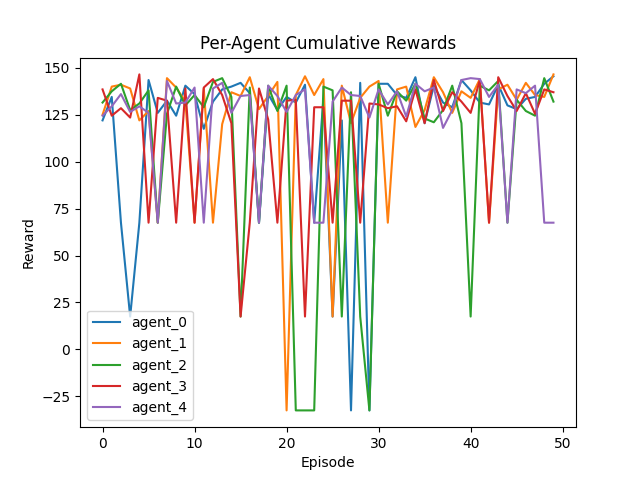 Per-Agent Cumulative Rewards
150
125
100
75
50
25
0
−25
Reward
agent_0
agent_1
agent_2
agent_3
agent_4
0 10 20 30 40 50
Episode